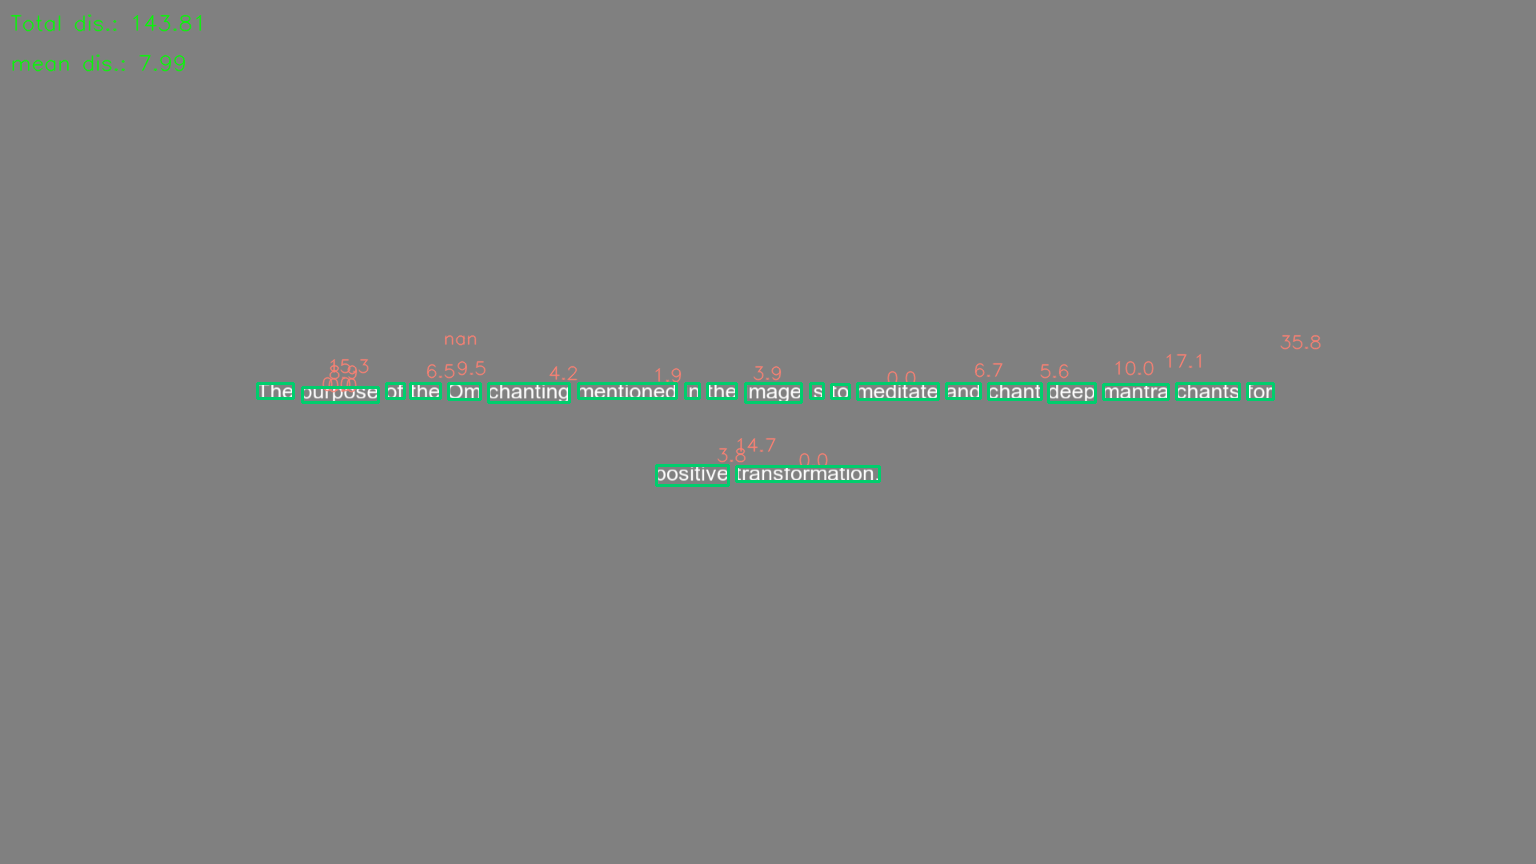 Total dis.: 143.81
mean dis.: 7.99
nan 35.8
15.3 6.5 9.5 4.2 1.9 3.9 0.0 6.7 5.6 10.0 17.1
The purpose of the Om chanting mentioned in the image is to meditate and chant deep mantra chants for
3.8 14.7 0.0
positive transformation.